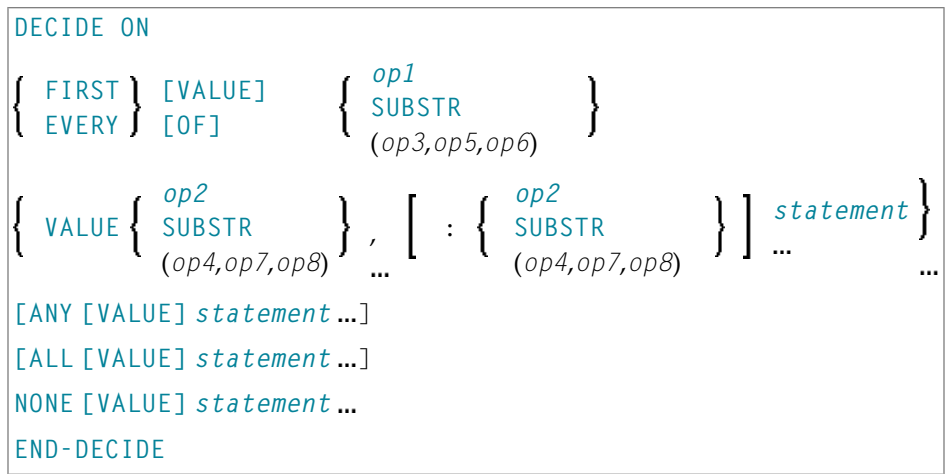 DECIDE ON
{ FIRST } [VALUE] { op1 }
{ EVERY } [OF] { SUBSTR }
(op3,op5,op6)
{ VALUE { op2 SUBSTR (op4,op7,op8) } , ... [ : { op2 SUBSTR (op4,op7,op8) } ] statement ... } ...
[ANY [VALUE] statement ...]
[ALL [VALUE] statement ...]
NONE [VALUE] statement ...
END-DECIDE